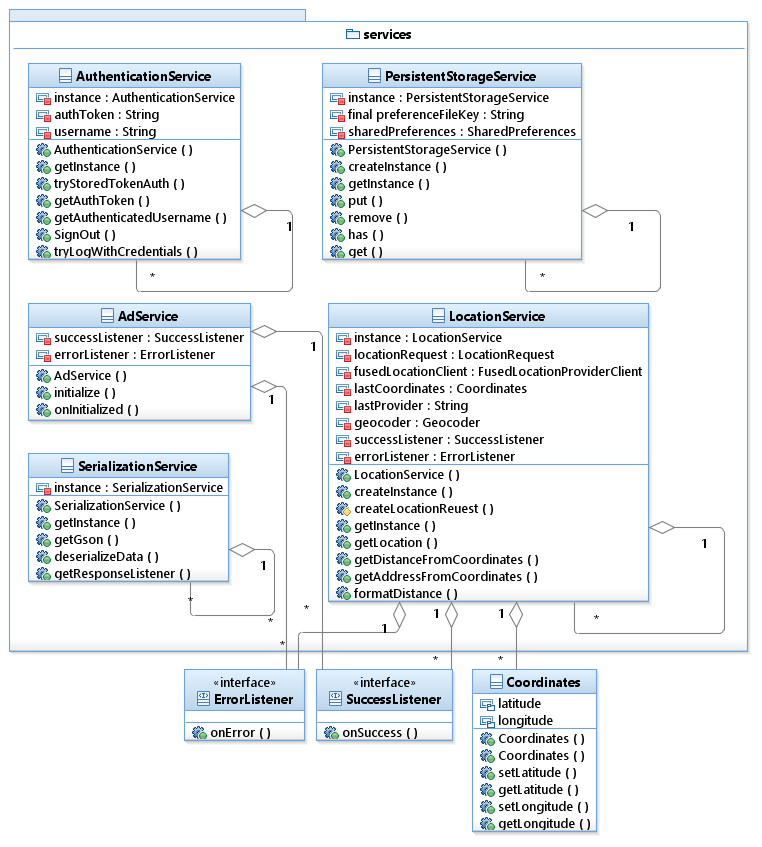 services
AuthenticationService
instance : AuthenticationService
authToken : String
username : String
AuthenticationService ( )
getInstance ( )
tryStoredTokenAuth ( )
getAuthToken ( )
getAuthenticatedUsername ( )
SignOut ( )
tryLogWithCredentials ( )
1
*
PersistentStorageService
instance : PersistentStorageService
final preferenceFileKey : String
sharedPreferences : SharedPreferences
PersistentStorageService ( )
createInstance ( )
getInstance ( )
put ( )
remove ( )
has ( )
get ( )
1
*
AdService
successListener : SuccessListener
errorListener : ErrorListener
AdService ( )
initialize ( )
onInitialized ( )
1
1
SerializationService
instance : SerializationService
SerializationService ( )
getInstance ( )
getGson ( )
deserializeData ( )
getResponseListener ( )
1
*
*
*
*
LocationService
instance : LocationService
locationRequest : LocationRequest
fusedLocationClient : FusedLocationProviderClient
lastCoordinates : Coordinates
lastProvider : String
geocoder : Geocoder
successListener : SuccessListener
errorListener : ErrorListener
LocationService ( )
createInstance ( )
createLocationReuest ( )
getInstance ( )
getLocation ( )
getDistanceFromCoordinates ( )
getAddressFromCoordinates ( )
formatDistance ( )
1
*
1
1
1
*
*
«interface»
ErrorListener
onError ( )
«interface»
SuccessListener
onSuccess ( )
Coordinates
latitude
longitude
Coordinates ( )
Coordinates ( )
setLatitude ( )
getLatitude ( )
setLongitude ( )
getLongitude ( )